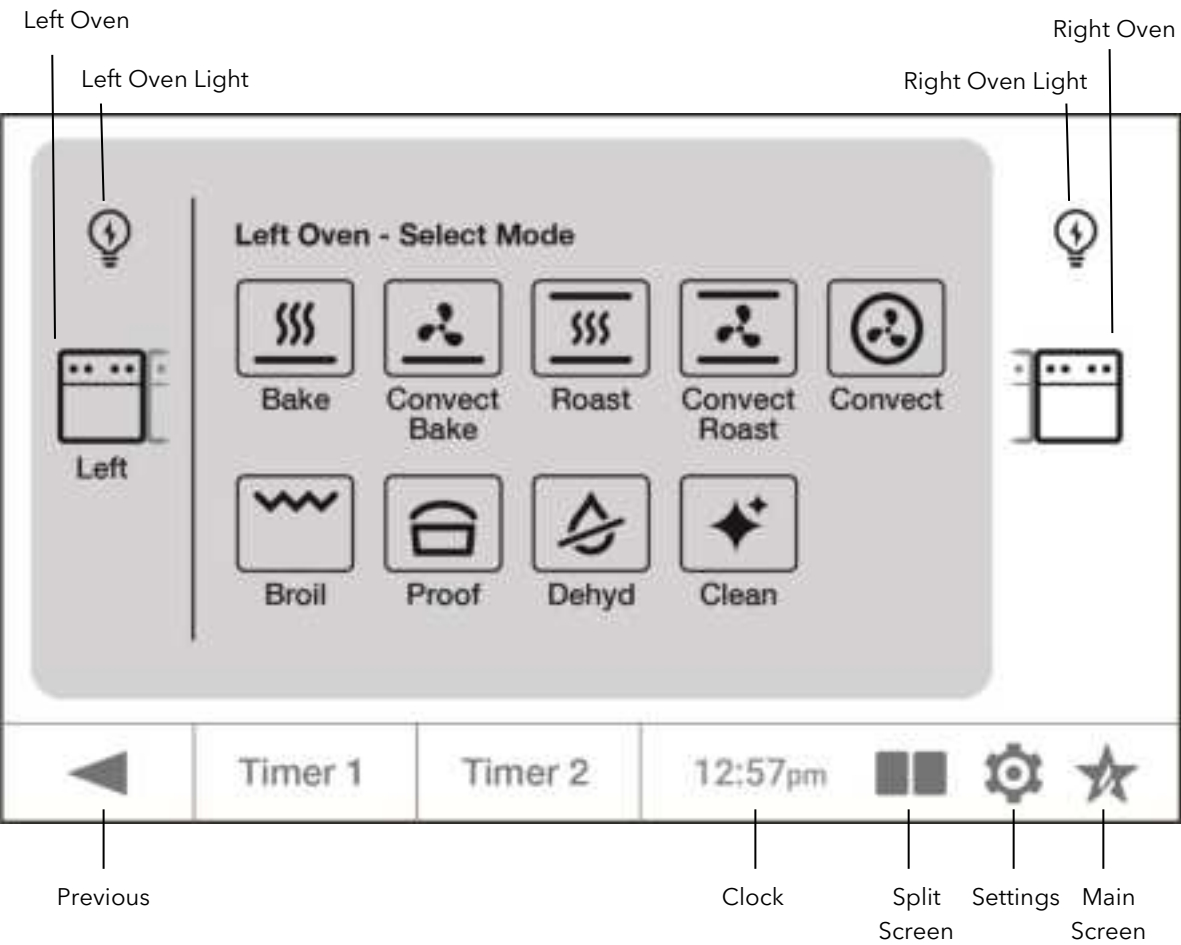 Left Oven
Right Oven
Left Oven Light
Right Oven Light
Left Oven - Select Mode
Bake
Convect
Bake
Roast
Convect
Roast
Convect
Left
Broil
Proof
Dehyd
Clean
Timer 1
Timer 2
12:57pm
Previous
Clock
Split
Screen
Settings
Main
Screen